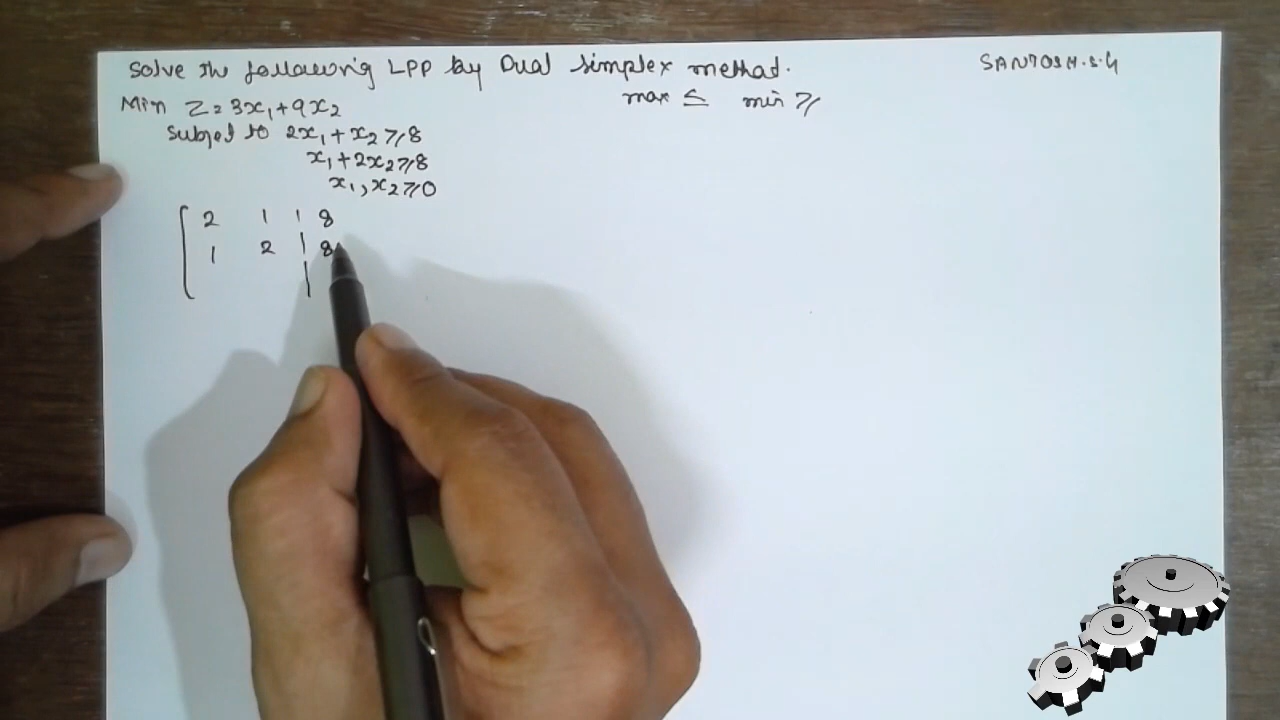 Solve the following LPP by Dual Simplex method. SANTOSH.S.G
Min Z=3x₁+9x₂ max ≤ min ≥
Subject to 2x₁+x₂≥8
x₁+2x₂≥8
x₁,x₂≥0
2 1 | 8
1 2 | 8